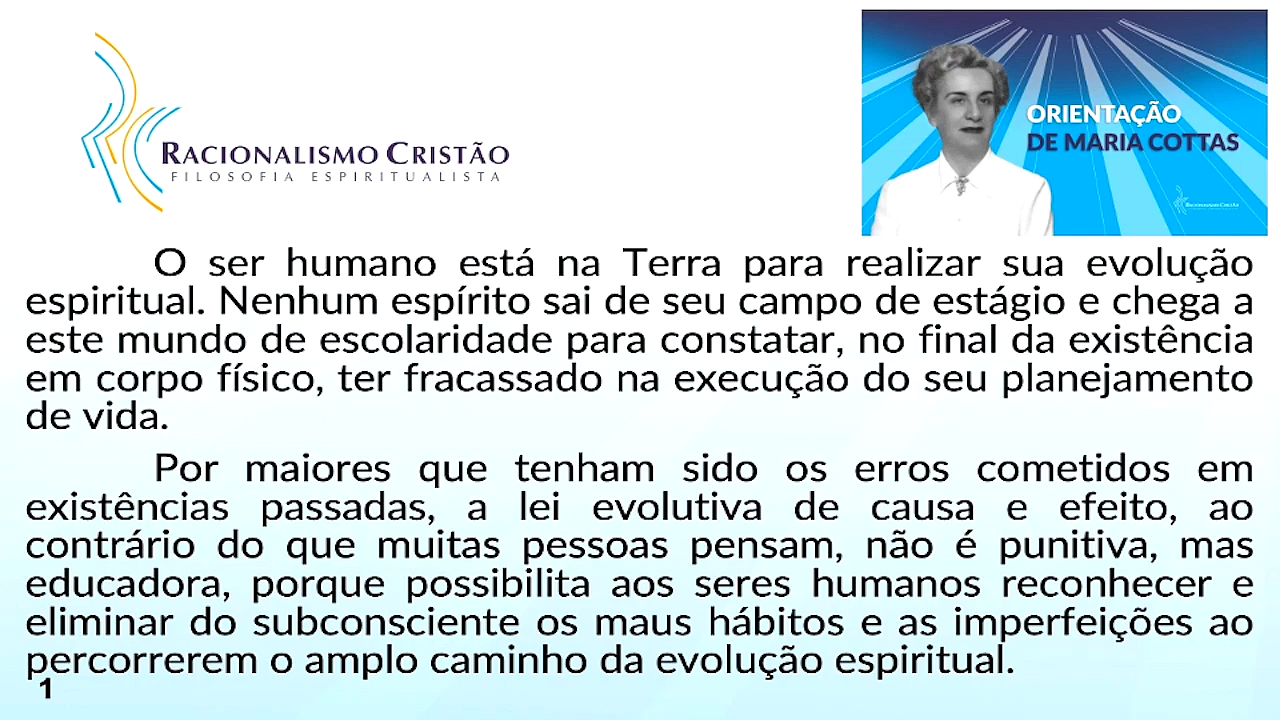 RACIONALISMO CRISTÃO
FILOSOFIA ESPIRITUALISTA
ORIENTAÇÃO
DE MARIA COTTAS
RACIONALISMO CRISTÃO
O ser humano está na Terra para realizar sua evolução
espiritual. Nenhum espírito sai de seu campo de estágio e chega a
este mundo de escolaridade para constatar, no final da existência
em corpo físico, ter fracassado na execução do seu planejamento
de vida.
Por maiores que tenham sido os erros cometidos em
existências passadas, a lei evolutiva de causa e efeito, ao
contrário do que muitas pessoas pensam, não é punitiva, mas
educadora, porque possibilita aos seres humanos reconhecer e
eliminar do subconsciente os maus hábitos e as imperfeições ao
percorrerem o amplo caminho da evolução espiritual.
1